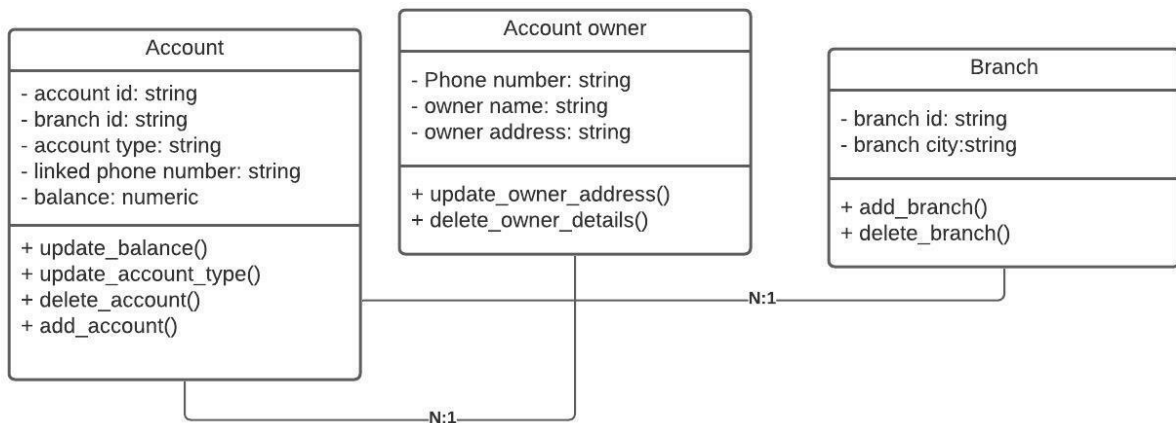 Account
- account id: string
- branch id: string
- account type: string
- linked phone number: string
- balance: numeric
+ update_balance()
+ update_account_type()
+ delete_account()
+ add_account()
Account owner
- Phone number: string
- owner name: string
- owner address: string
+ update_owner_address()
+ delete_owner_details()
Branch
- branch id: string
- branch city:string
+ add_branch()
+ delete_branch()
N:1
N:1